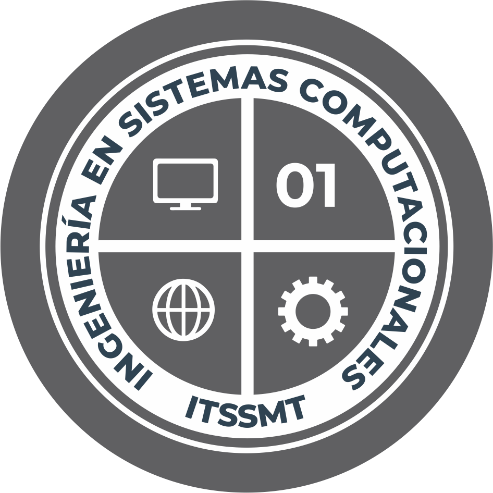 INGENIERÍA EN SISTEMAS COMPUTACIONALES
01
ITSSMT